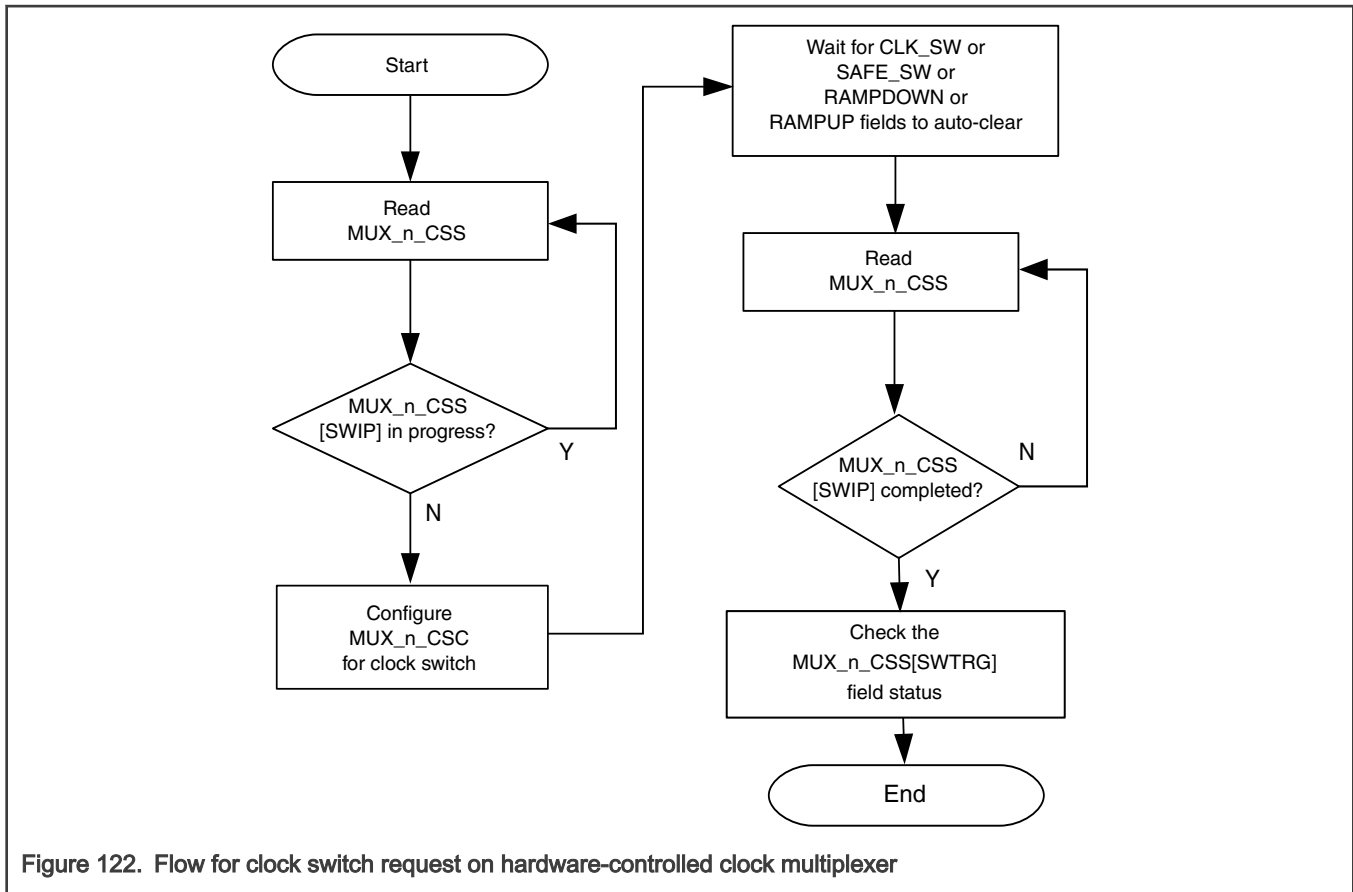 Start
Read
MUX_n_CSS
MUX_n_CSS
[SWIP] in progress?
Y
N
Configure
MUX_n_CSC
for clock switch
Wait for CLK_SW or
SAFE_SW or
RAMPDOWN or
RAMPUP fields to auto-clear
Read
MUX_n_CSS
MUX_n_CSS
[SWIP] completed?
N
Y
Check the
MUX_n_CSS[SWTRG]
field status
End
Figure 122. Flow for clock switch request on hardware-controlled clock multiplexer